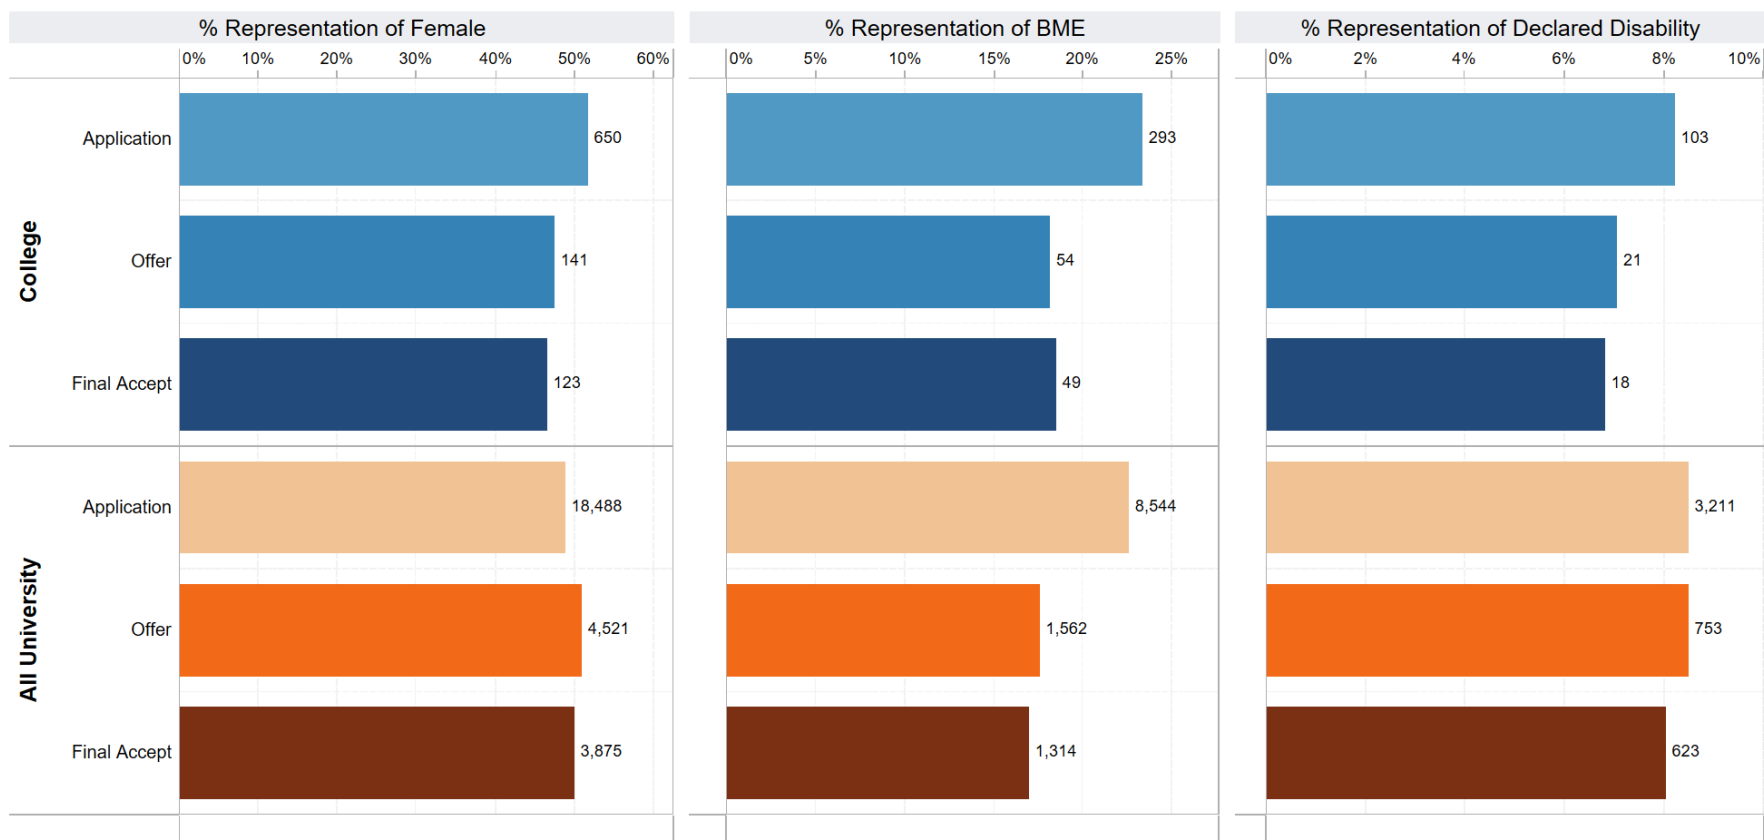 % Representation of Female
% Representation of BME
% Representation of Declared Disability
0% 10% 20% 30% 40% 50% 60%
0% 5% 10% 15% 20% 25%
0% 2% 4% 6% 8% 10%
College
Application 650 293 103
Offer 141 54 21
Final Accept 123 49 18
All University
Application 18,488 8,544 3,211
Offer 4,521 1,562 753
Final Accept 3,875 1,314 623